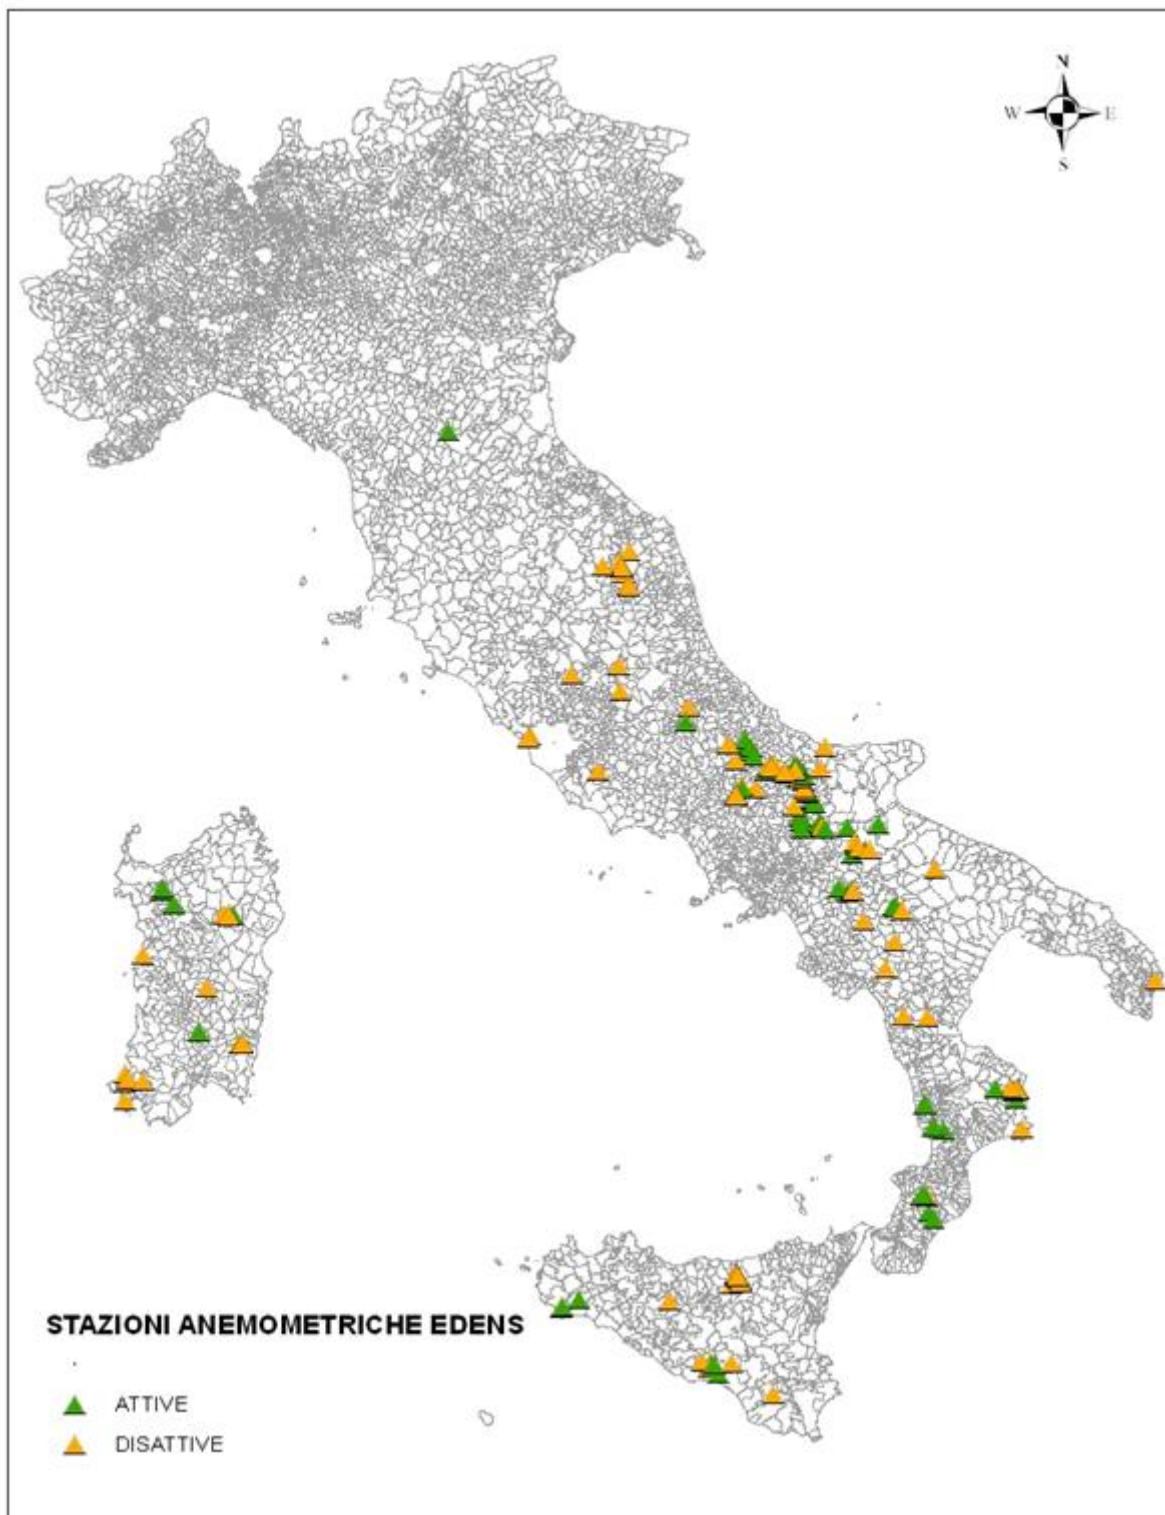 N
W E
S
STAZIONI ANEMOMETRICHE EDENS
ATTIVE
DISATTIVE